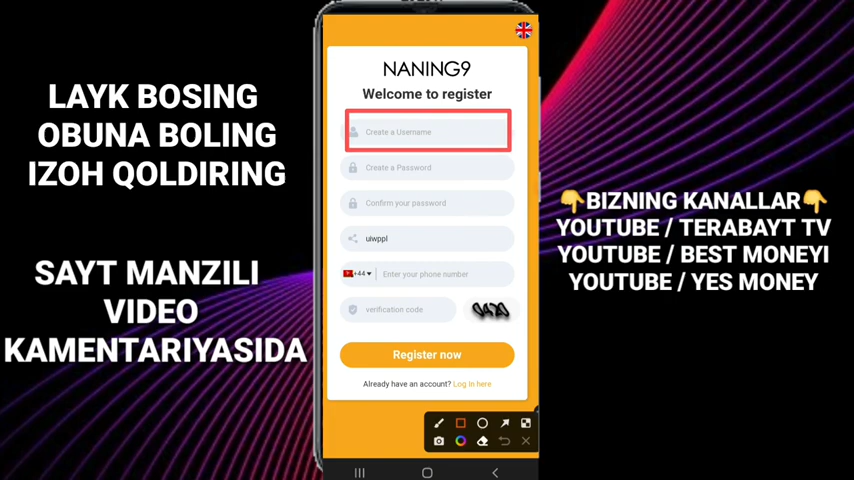 LAYK BOSING
OBUNA BOLING
IZOH QOLDIRING
SAYT MANZILI
VIDEO
KAMENTARIYASIDA
NANING9
Welcome to register
Create a Username
Create a Password
Confirm your password
uiwppl
+44
Enter your phone number
verification code
0420
Register now
Already have an account? Log in here
👇BIZNING KANALLAR👇
YOUTUBE / TERABAYT TV
YOUTUBE / BEST MONEYI
YOUTUBE / YES MONEY